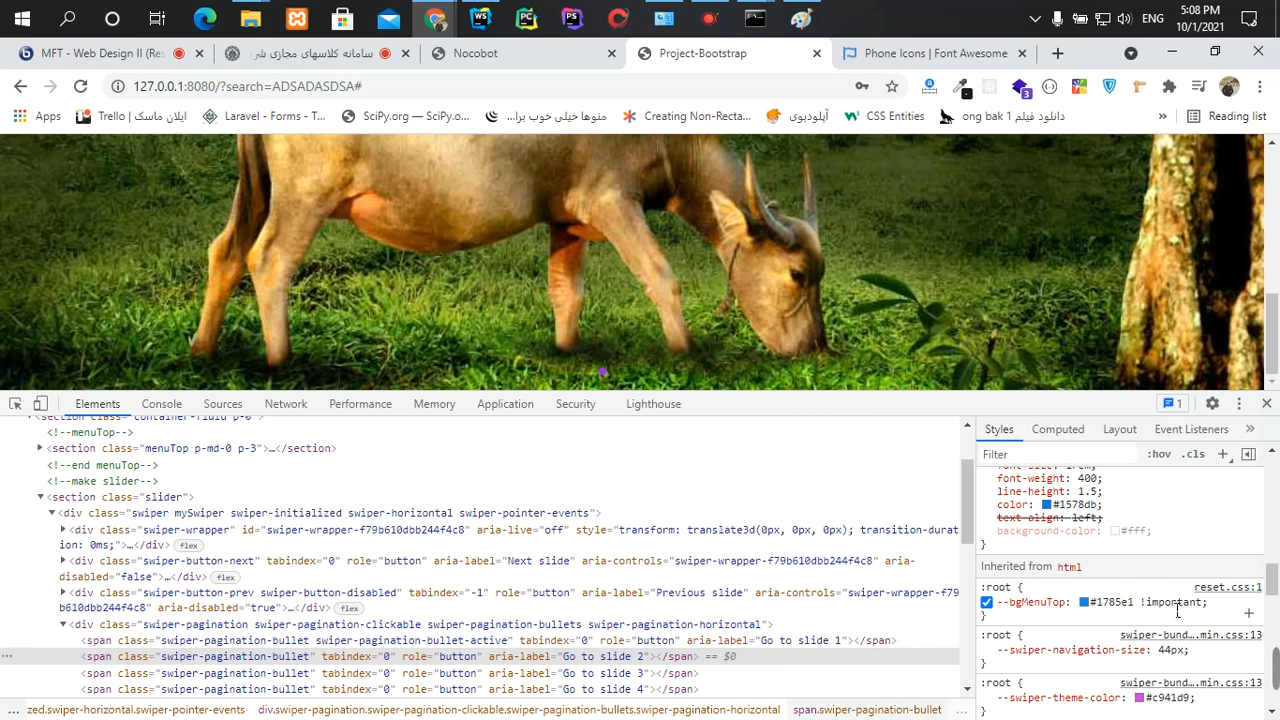 ENG
5:08 PM
10/1/2021
MFT - Web Design II (Res
سامانه کلاسهای مجازی شر
Nocobot
Project-Bootstrap
Phone Icons | Font Awesome
127.0.0.1:8080/?search=ADSADASDSA#
3
Apps
Trello | ایلان ماسک
Laravel - Forms - T...
SciPy.org — SciPy.o...
منوها خیلی خوب برا...
Creating Non-Recta...
آپلودبوی
CSS Entities
دانلود فیلم ong bak 1
»
Reading list
Elements
Console
Sources
Network
Performance
Memory
Application
Security
Lighthouse
1
<!--menuTop-->
<section class="menuTop p-md-0 p-3">…</section>
<!--end menuTop-->
<!--make slider-->
<section class="slider">
<div class="swiper mySwiper swiper-initialized swiper-horizontal swiper-pointer-events">
<div class="swiper-wrapper" id="swiper-wrapper-f79b610dbb244f4c8" aria-live="off" style="transform: translate3d(0px, 0px, 0px); transition-durat
ion: 0ms;">…</div> flex
<div class="swiper-button-next" tabindex="0" role="button" aria-label="Next slide" aria-controls="swiper-wrapper-f79b610dbb244f4c8" aria-
disabled="false">…</div> flex
<div class="swiper-button-prev swiper-button-disabled" tabindex="-1" role="button" aria-label="Previous slide" aria-controls="swiper-wrapper-f79
b610dbb244f4c8" aria-disabled="true">…</div> flex
<div class="swiper-pagination swiper-pagination-clickable swiper-pagination-bullets swiper-pagination-horizontal">
<span class="swiper-pagination-bullet swiper-pagination-bullet-active" tabindex="0" role="button" aria-label="Go to slide 1"></span>
… <span class="swiper-pagination-bullet" tabindex="0" role="button" aria-label="Go to slide 2"></span> == $0
<span class="swiper-pagination-bullet" tabindex="0" role="button" aria-label="Go to slide 3"></span>
<span class="swiper-pagination-bullet" tabindex="0" role="button" aria-label="Go to slide 4"></span>
… zed.swiper-horizontal.swiper-pointer-events div.swiper-pagination.swiper-pagination-clickable.swiper-pagination-bullets.swiper-pagination-horizontal span.swiper-pagination-bullet …
Styles
Computed
Layout
Event Listeners
»
Filter
:hov .cls +
font-weight: 400;
line-height: 1.5;
color: #1578db;
text-align: left;
background-color: #fff;
}
Inherited from html
:root { reset.css:1
--bgMenuTop: #1785e1 !important;
}
:root { swiper-bund….min.css:13
--swiper-navigation-size: 44px;
}
:root { swiper-bund….min.css:13
--swiper-theme-color: #c941d9;
}